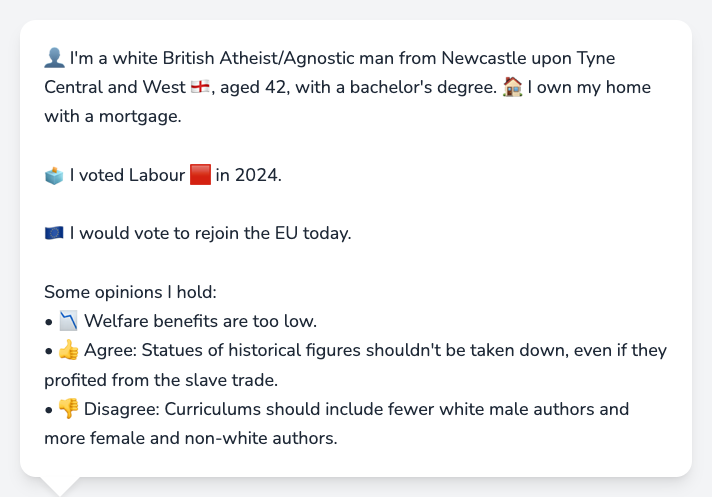 👤 I'm a white British Atheist/Agnostic man from Newcastle upon Tyne
Central and West 🏴󠁧󠁢󠁥󠁮󠁧󠁿, aged 42, with a bachelor's degree. 🏠 I own my home
with a mortgage.
🗳️ I voted Labour 🟥 in 2024.
🇪🇺 I would vote to rejoin the EU today.
Some opinions I hold:
• 📉 Welfare benefits are too low.
• 👍 Agree: Statues of historical figures shouldn't be taken down, even if they
profited from the slave trade.
• 👎 Disagree: Curriculums should include fewer white male authors and
more female and non-white authors.